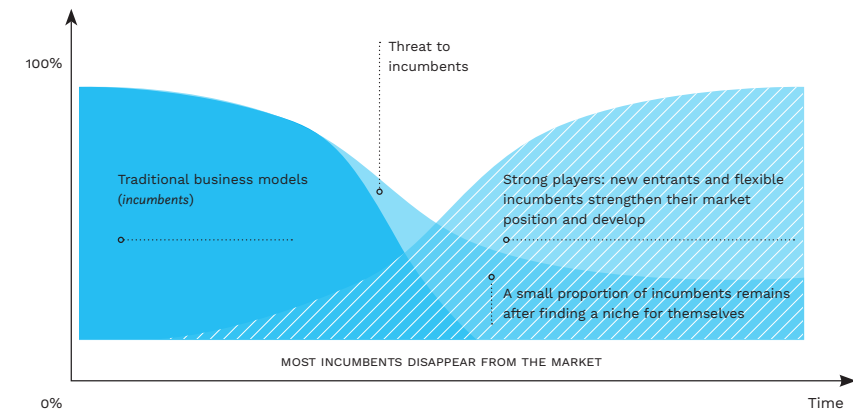 100%
Threat to
incumbents
Traditional business models
(incumbents)
Strong players: new entrants and flexible
incumbents strengthen their market
position and develop
A small proportion of incumbents remains
after finding a niche for themselves
MOST INCUMBENTS DISAPPEAR FROM THE MARKET
0%
Time